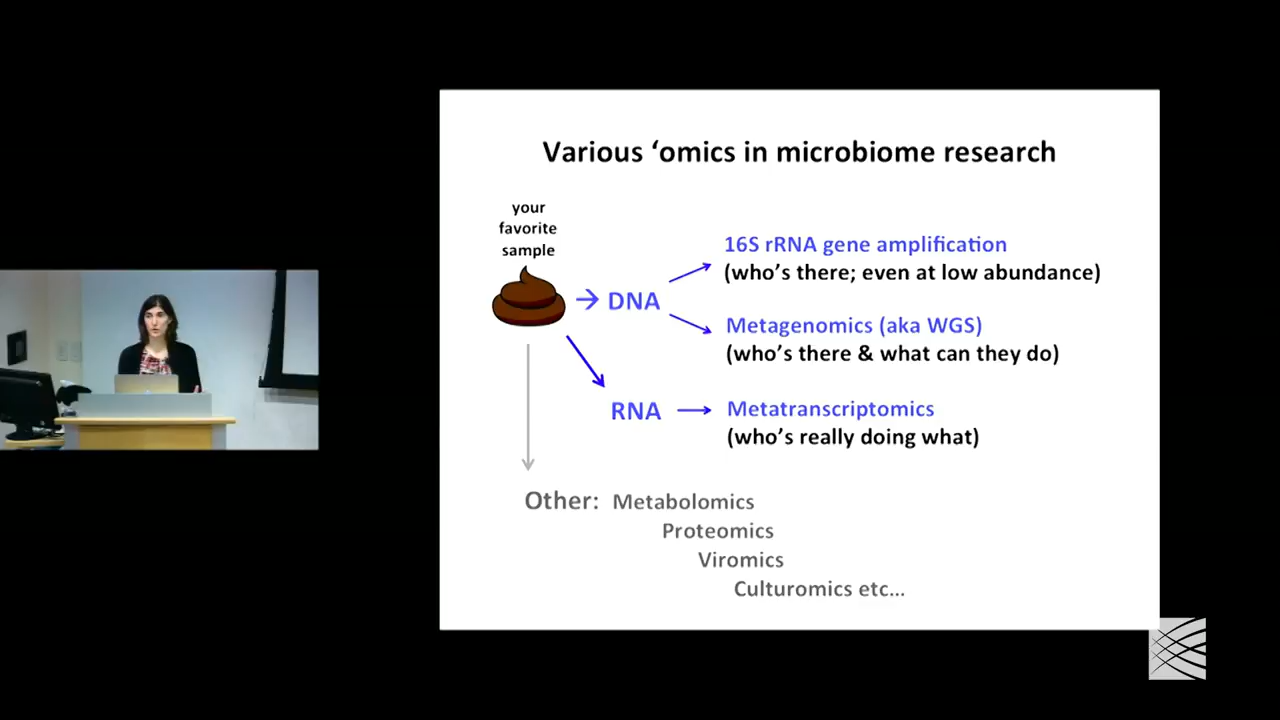 Various ‘omics in microbiome research
your
favorite
sample
DNA
16S rRNA gene amplification
(who’s there; even at low abundance)
Metagenomics (aka WGS)
(who’s there & what can they do)
RNA
Metatranscriptomics
(who’s really doing what)
Other: Metabolomics
Proteomics
Viromics
Culturomics etc...